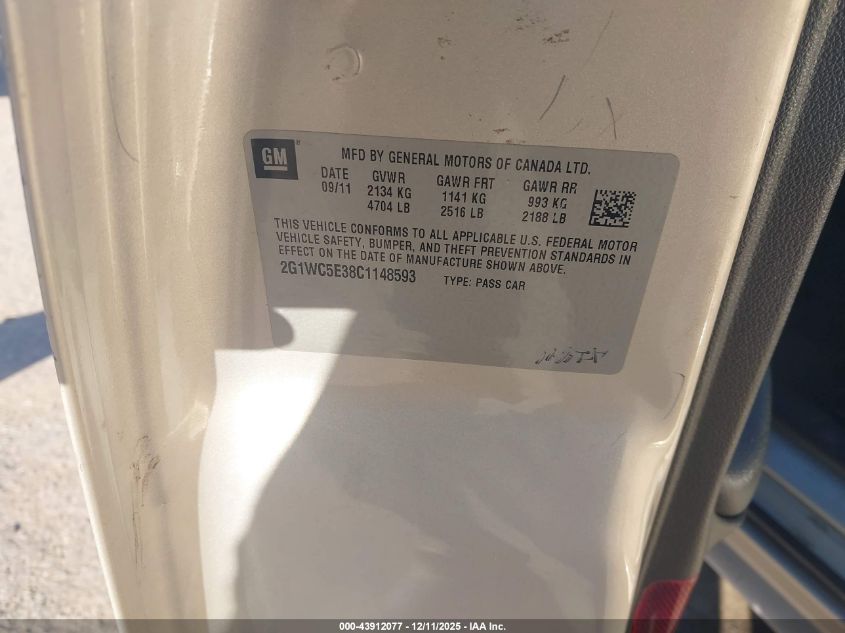 GM
MFD BY GENERAL MOTORS OF CANADA LTD.
DATE GVWR GAWR FRT GAWR RR
09/11 2134 KG 1141 KG 993 KG
4704 LB 2516 LB 2188 LB
THIS VEHICLE CONFORMS TO ALL APPLICABLE U.S. FEDERAL MOTOR
VEHICLE SAFETY, BUMPER, AND THEFT PREVENTION STANDARDS IN
EFFECT ON THE DATE OF MANUFACTURE SHOWN ABOVE.
2G1WC5E38C1148593 TYPE: PASS CAR
000-43912077 - 12/11/2025 - IAA Inc.